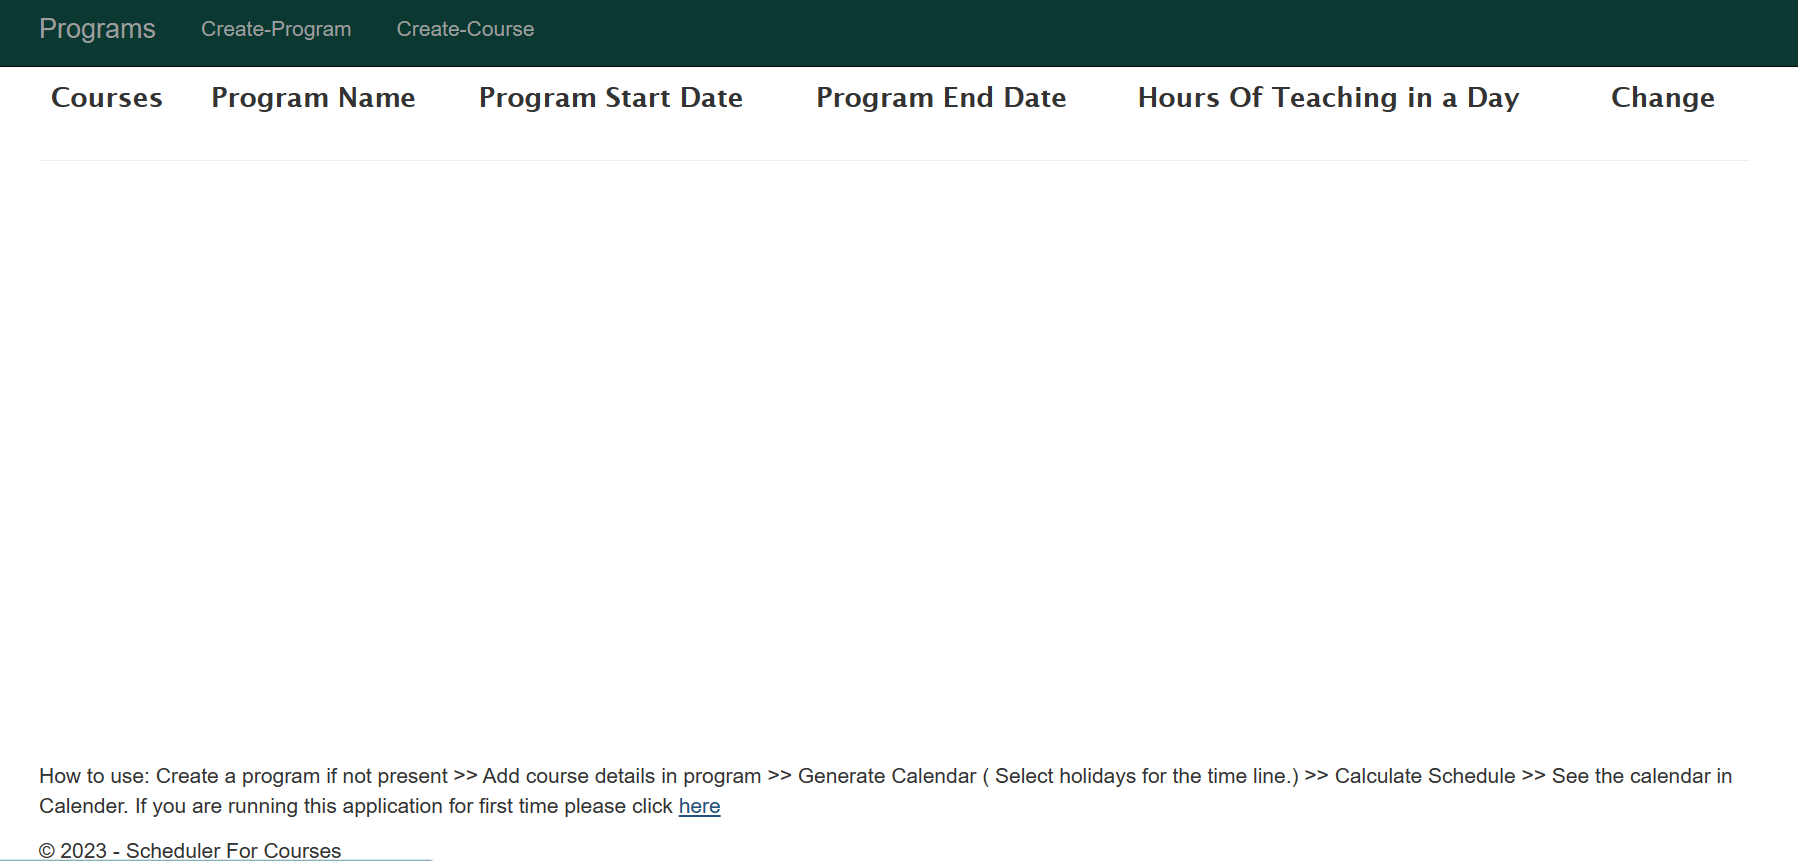 Programs Create-Program Create-Course
Courses Program Name Program Start Date Program End Date Hours Of Teaching in a Day Change
How to use: Create a program if not present >> Add course details in program >> Generate Calendar ( Select holidays for the time line.) >> Calculate Schedule >> See the calendar in
Calender. If you are running this application for first time please click here
© 2023 - Scheduler For Courses